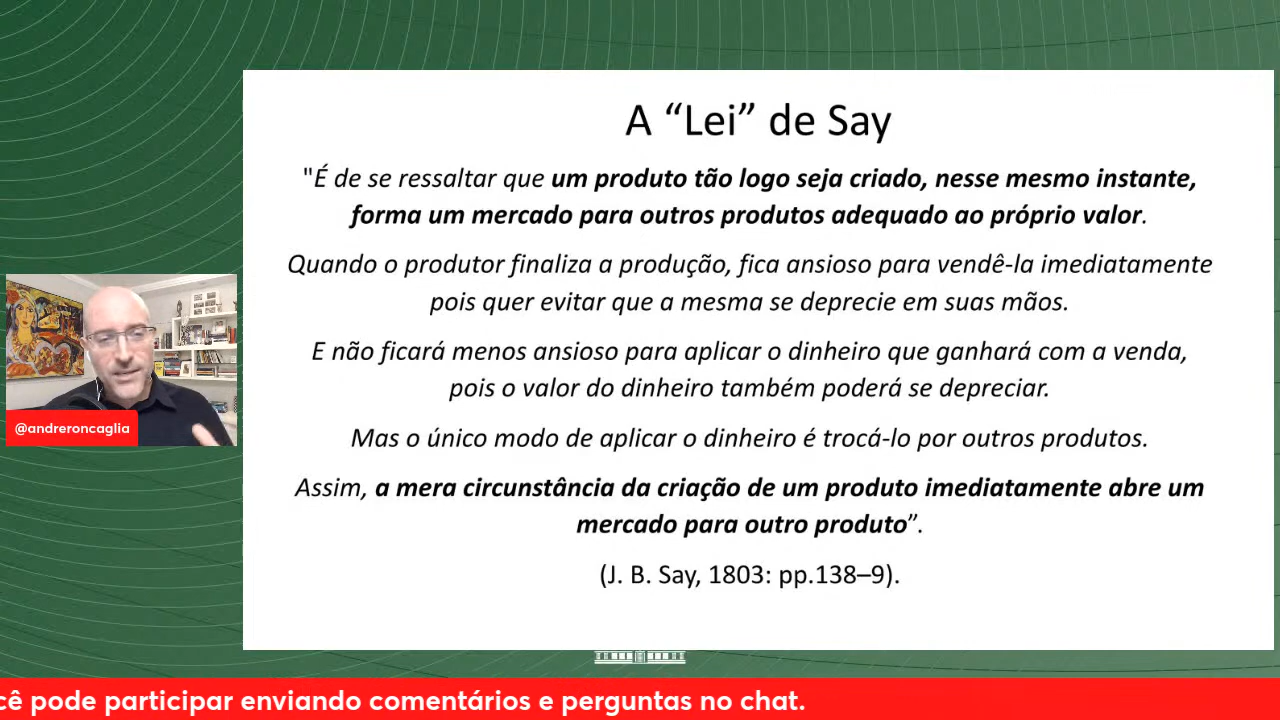 A “Lei” de Say
"É de se ressaltar que um produto tão logo seja criado, nesse mesmo instante,
forma um mercado para outros produtos adequado ao próprio valor.
Quando o produtor finaliza a produção, fica ansioso para vendê-la imediatamente
pois quer evitar que a mesma se deprecie em suas mãos.
E não ficará menos ansioso para aplicar o dinheiro que ganhará com a venda,
pois o valor do dinheiro também poderá se depreciar.
Mas o único modo de aplicar o dinheiro é trocá-lo por outros produtos.
Assim, a mera circunstância da criação de um produto imediatamente abre um
mercado para outro produto”.
(J. B. Say, 1803: pp.138–9).
@andreroncaglia
cê pode participar enviando comentários e perguntas no chat.